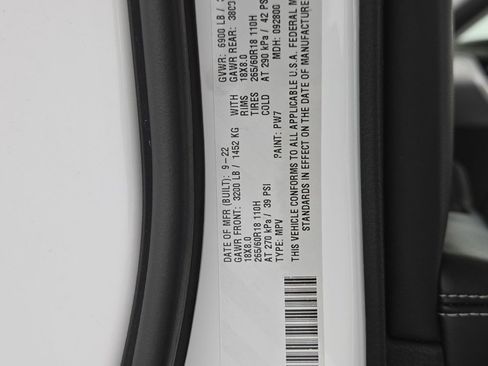 DATE OF MFR (BUILT): 9-22 GVWR: 6900 LB /
GAWR FRONT: 3200 LB / 1452 KG WITH GAWR REAR:
18X8.0 RIMS 18X8.0
265/60R18 110H TIRES 265/60R18 110H
AT 270 kPa / 39 PSI COLD AT 290 kPa / 42
MDH: 092800
TYPE: MPV PAINT: PW7
THIS VEHICLE CONFORMS TO ALL APPLICABLE U.S.A. FEDERAL
STANDARDS IN EFFECT ON THE DATE OF MANUFACTURE